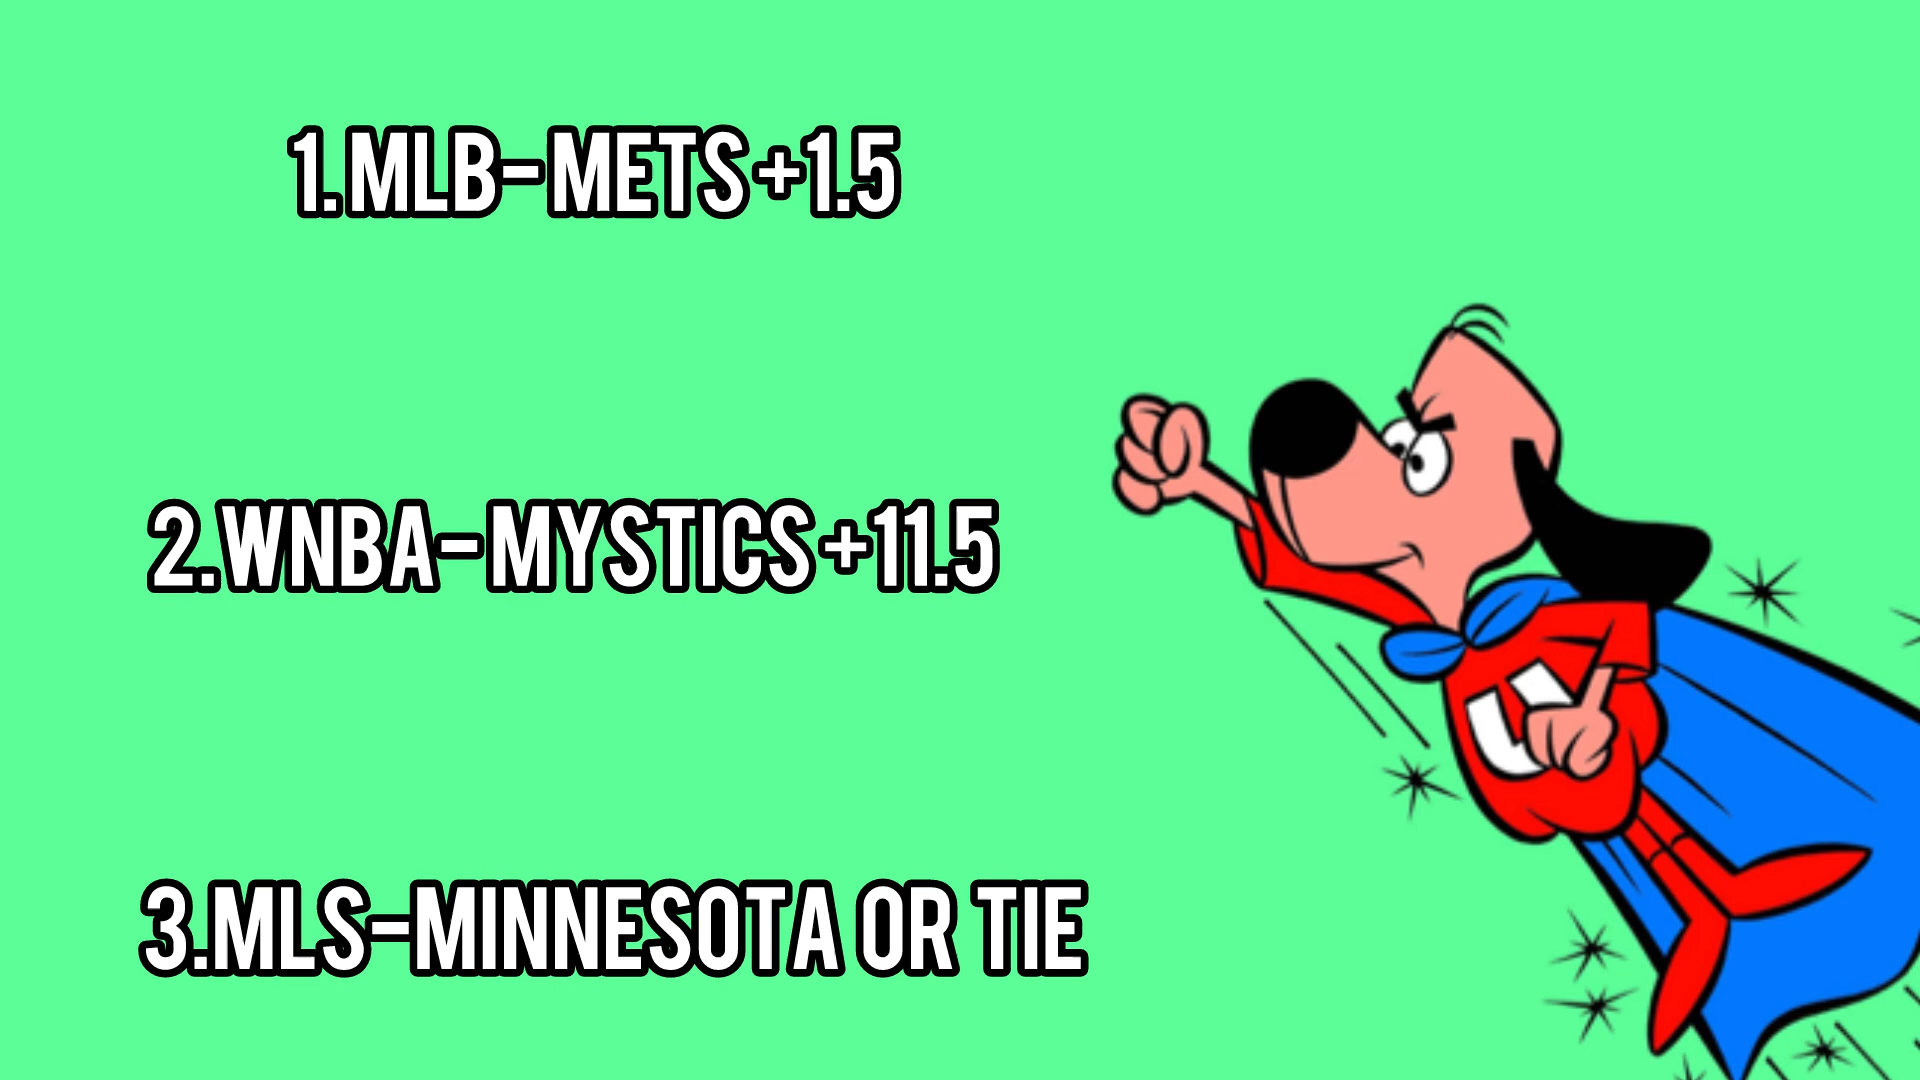 1.MLB- METS +1.5
2.WNBA- MYSTICS +11.5
3.MLS-MINNESOTA OR TIE
U